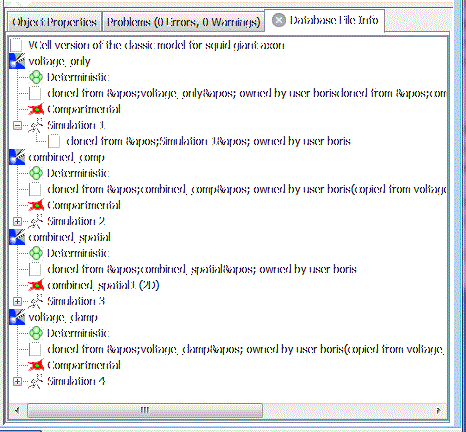 Object Properties Problems (0 Errors, 0 Warnings) Database File Info
VCell version of the classic model for squid giant axon
voltage_only
Deterministic
cloned from &apos;voltage_only&apos; owned by user boriscloned from &apos;com
Compartmental
Simulation 1
cloned from &apos;Simulation 1&apos; owned by user boris
combined_comp
Deterministic
cloned from &apos;combined_comp&apos; owned by user boris(copied from voltage
Compartmental
Simulation 2
combined_spatial
Deterministic
cloned from &apos;combined_spatial&apos; owned by user boris
combined_spatial1 (2D)
Simulation 3
voltage_clamp
Deterministic
cloned from &apos;voltage_clamp&apos; owned by user boris(copied from voltage_
Compartmental
Simulation 4